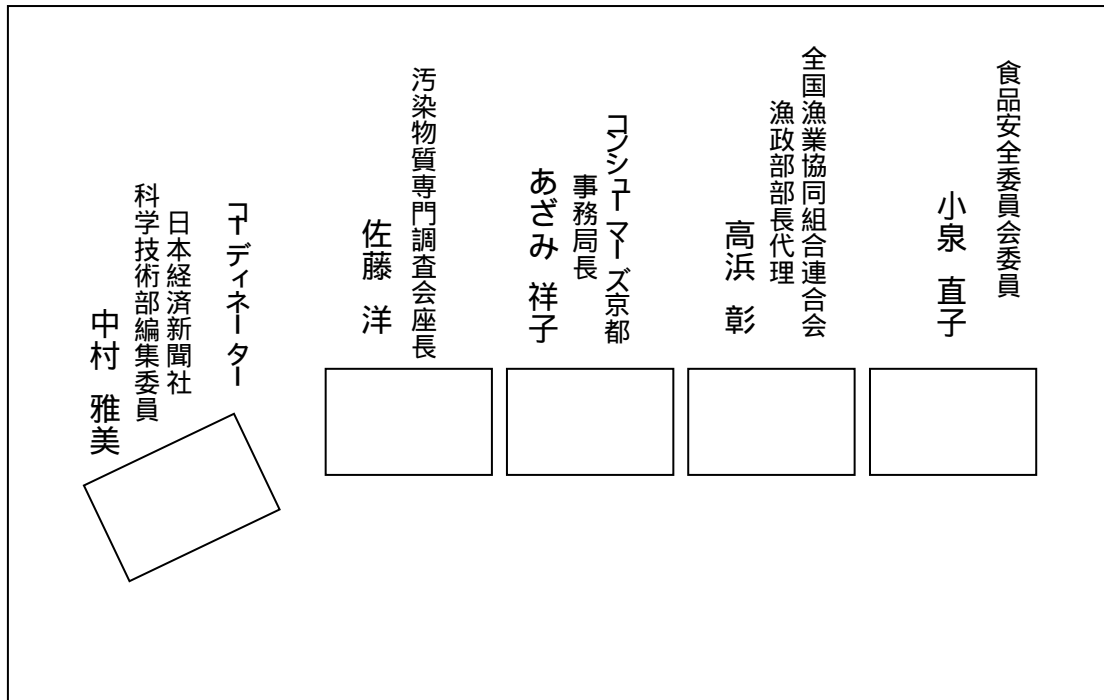 食品安全委員会委員
小泉 直子
全国漁業協同組合連合会
漁政部部長代理
高浜 彰
コンシューマーズ京都
事務局長
あざみ 祥子
汚染物質専門調査会座長
佐藤 洋
コーディネーター
日本経済新聞社
科学技術部編集委員
中村 雅美